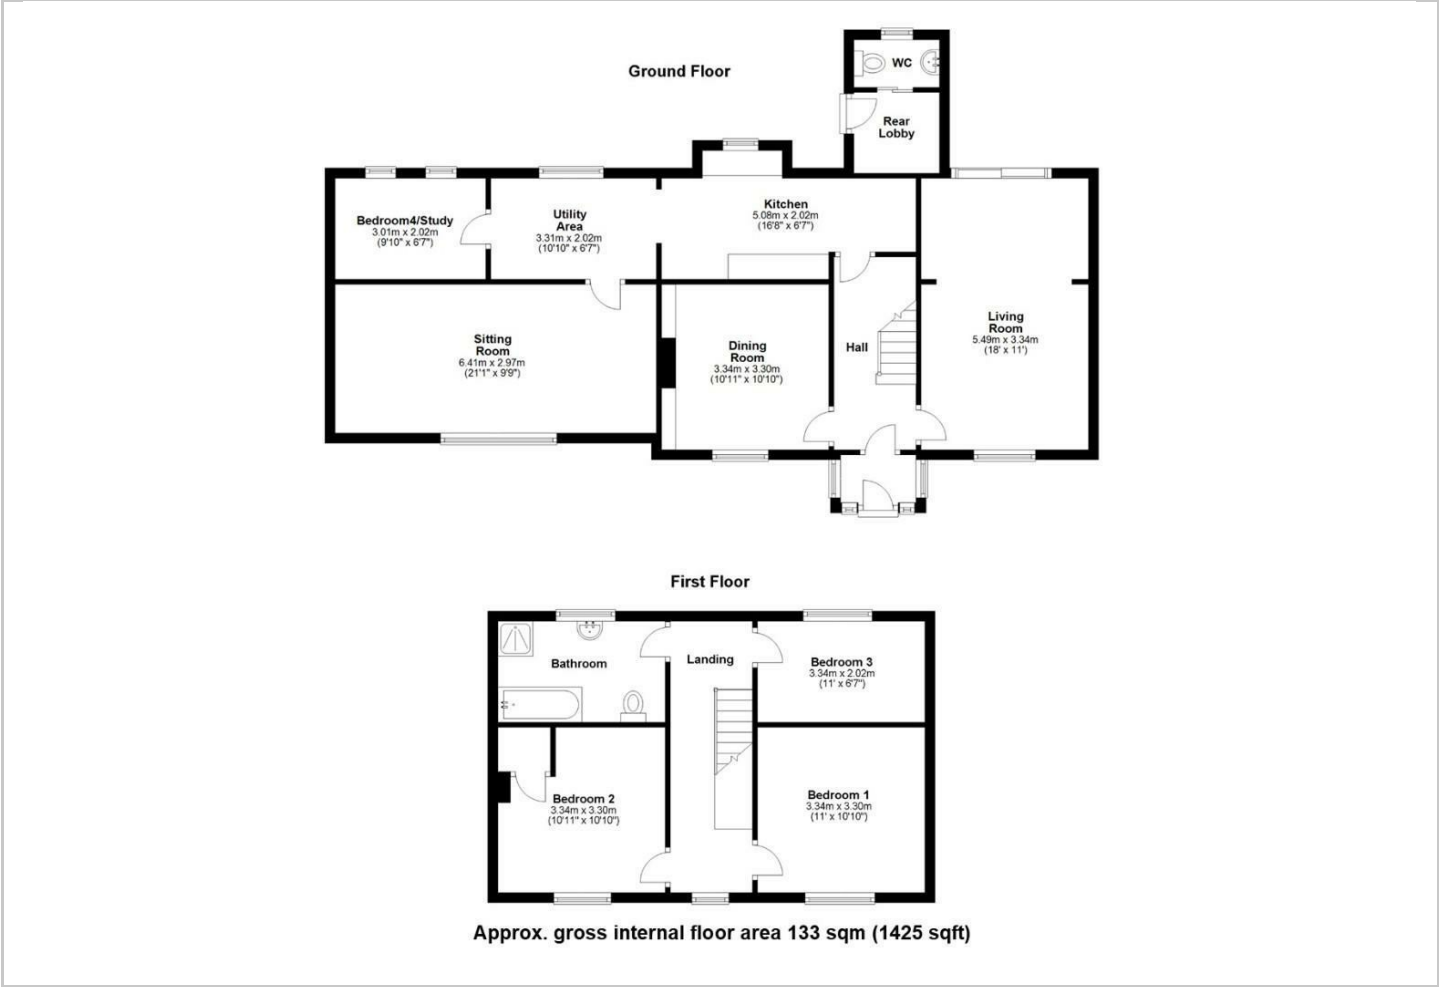 Ground Floor
WC
Rear
Lobby
Kitchen
5.08m x 2.02m
(16'8" x 6'7")
Bedroom4/Study
3.01m x 2.02m
(9'10" x 6'7")
Utility
Area
3.31m x 2.02m
(10'10" x 6'7")
Sitting
Room
6.41m x 2.97m
(21'1" x 9'9")
Dining
Room
3.34m x 3.30m
(10'11" x 10'10")
Hall
Living
Room
5.49m x 3.34m
(18' x 11')
First Floor
Bathroom
Landing
Bedroom 3
3.34m x 2.02m
(11' x 6'7")
Bedroom 2
3.34m x 3.30m
(10'11" x 10'10")
Bedroom 1
3.34m x 3.30m
(11' x 10'10")
Approx. gross internal floor area 133 sqm (1425 sqft)